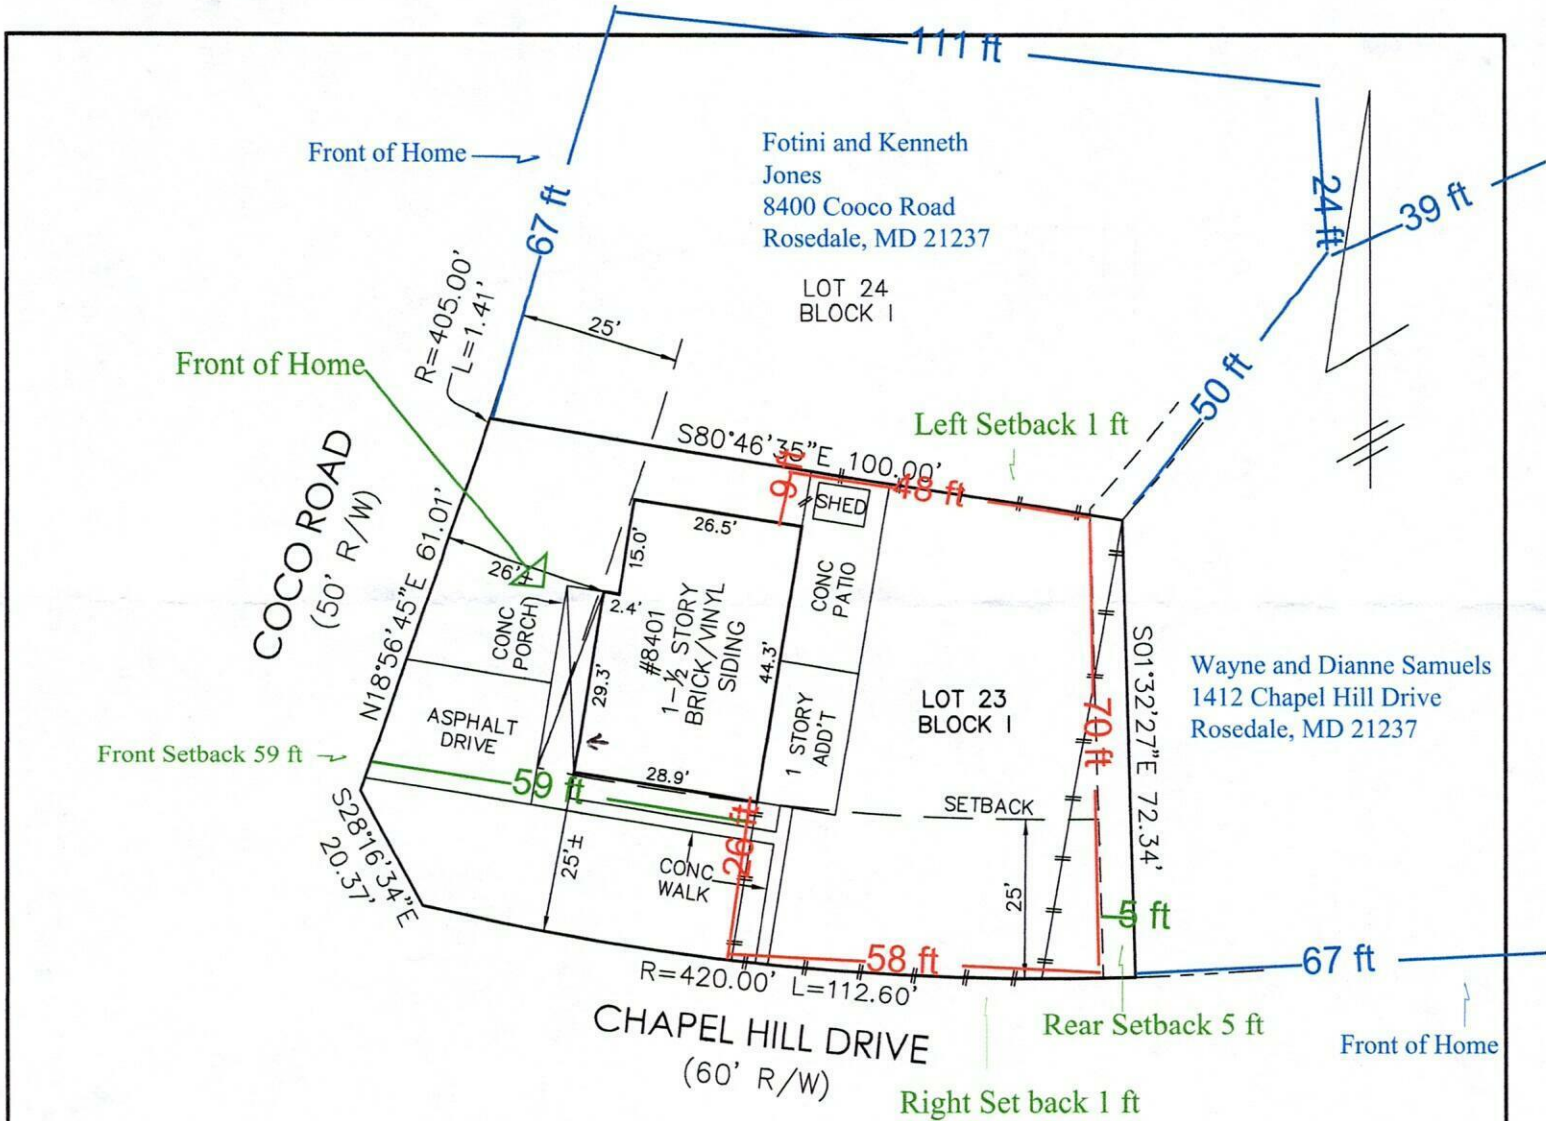 111 ft
Front of Home
Fotini and Kenneth
Jones
8400 Cooco Road
Rosedale, MD 21237
67 ft
24 ft
39 ft
LOT 24
BLOCK I
R=405.00'
L=1.41'
25'
Front of Home
50 ft
Left Setback 1 ft
S80°46'35"E 100.00'
9 ft
48 ft
SHED
26.5'
15.0'
COCO ROAD
(50' R/W)
N18°56'45"E 61.01'
26'±
2.4'
CONC
PORCH
CONC
PATIO
#8401
1-½ STORY
BRICK/VINYL
SIDING
29.3'
44.3'
S01°32'27"E 72.34'
Wayne and Dianne Samuels
1412 Chapel Hill Drive
Rosedale, MD 21237
LOT 23
BLOCK I
70 ft
ASPHALT
DRIVE
1 STORY
ADD'T
Front Setback 59 ft
59 ft
28.9'
SETBACK
S28°16'34"E
20.37'
25'±
26 ft
CONC
WALK
25'
5 ft
58 ft
67 ft
R=420.00' L=112.60'
CHAPEL HILL DRIVE
(60' R/W)
Rear Setback 5 ft
Front of Home
Right Set back 1 ft